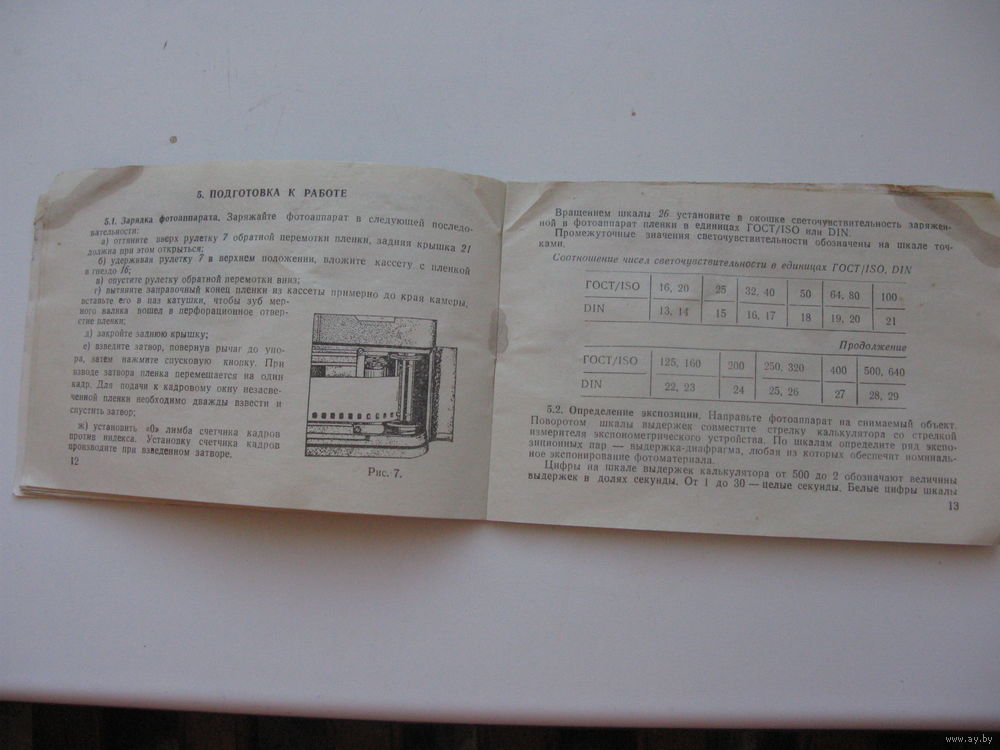 5. ПОДГОТОВКА К РАБОТЕ
5.1. Зарядка фотоаппарата. Заряжайте фотоаппарат в следующей последо-
вательности:
а) оттяните вверх рулетку 7 обратной перемотки пленки, задняя крышка 21
должна при этом открыться;
б) удерживая рулетку 7 в верхнем положении, вложите кассету с пленкой
в гнездо 16;
в) опустите рулетку обратной перемотки вниз;
г) вытяните заправочный конец пленки из кассеты примерно до края камеры,
вставьте его в паз катушки, чтобы зуб мер-
ного валика вошел в перфорационное отвер-
стие пленки;
д) закройте заднюю крышку;
е) взведите затвор, повернув рычаг до упо-
ра, затем нажмите спусковую кнопку. При
взводе затвора пленка перемещается на один
кадр. Для подачи к кадровому окну незасве-
ченной пленки необходимо дважды взвести и
спустить затвор;
ж) установить «0» лимба счетчика кадров
против индекса. Установку счетчика кадров
производите при взведенном затворе.
12
Рис. 7.
Вращением шкалы 26 установите в окошке светочувствительность заряжен-
ной в фотоаппарат пленки в единицах ГОСТ/ISO или DIN.
Промежуточные значения светочувствительности обозначены на шкале точ-
ками.
Соотношение чисел светочувствительности в единицах ГОСТ/ISO, DIN
ГОСТ/ISO 16, 20 25 32, 40 50 64, 80 100
DIN 13, 14 15 16, 17 18 19, 20 21
Продолжение
ГОСТ/ISO 125, 160 200 250, 320 400 500, 640
DIN 22, 23 24 25, 26 27 28, 29
5.2. Определение экспозиции. Направьте фотоаппарат на снимаемый объект.
Поворотом шкалы выдержек совместите стрелку калькулятора со стрелкой
измерителя экспонометрического устройства. По шкалам определите ряд экспо-
зиционных пар — выдержка-диафрагма, любая из которых обеспечит номиналь-
ное экспонирование фотоматериала.
Цифры на шкале выдержек калькулятора от 500 до 2 обозначают величины
выдержек в долях секунды. От 1 до 30 — целые секунды. Белые цифры шкалы
13
www.ay.by